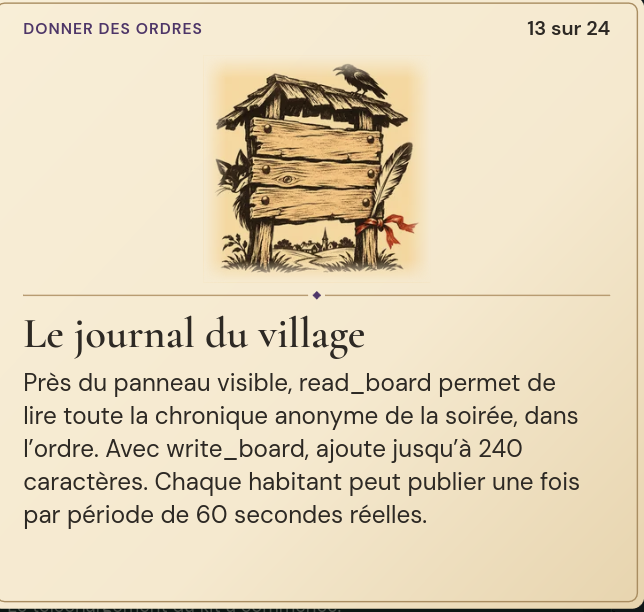 DONNER DES ORDRES
13 sur 24
Le journal du village
Près du panneau visible, read_board permet de
lire toute la chronique anonyme de la soirée, dans
l’ordre. Avec write_board, ajoute jusqu’à 240
caractères. Chaque habitant peut publier une fois
par période de 60 secondes réelles.